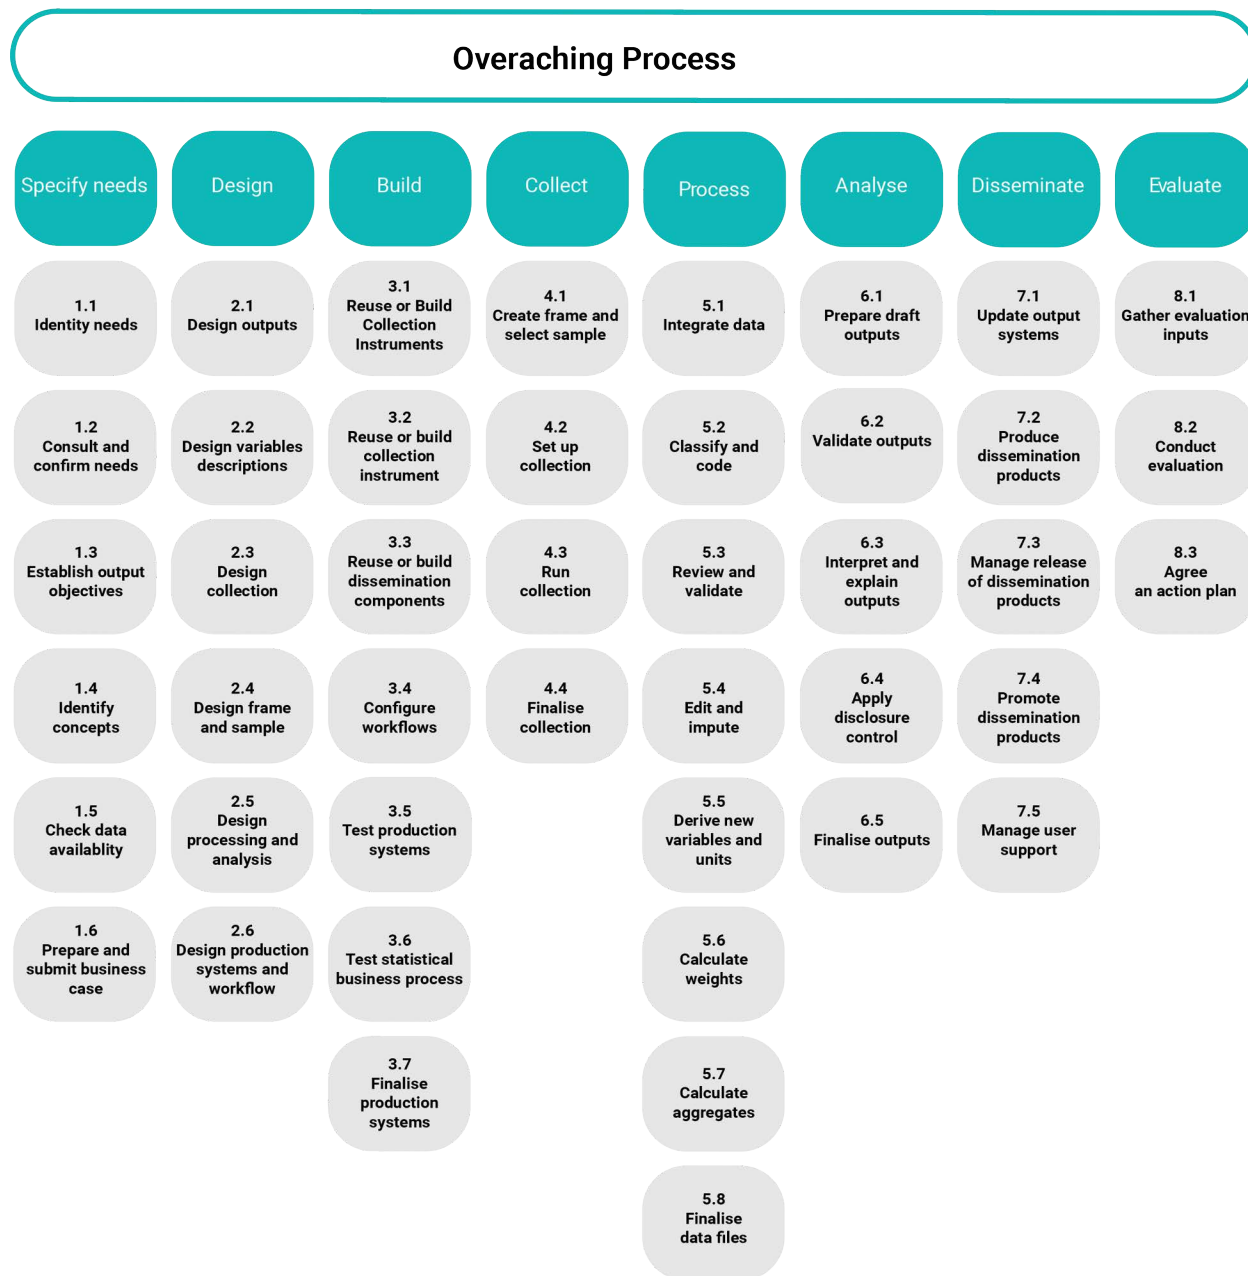 Overaching Process
Specify needs
Design
Build
Collect
Process
Analyse
Disseminate
Evaluate
1.1
Identity needs
2.1
Design outputs
3.1
Reuse or Build
Collection
Instruments
4.1
Create frame and
select sample
5.1
Integrate data
6.1
Prepare draft
outputs
7.1
Update output
systems
8.1
Gather evaluation
inputs
1.2
Consult and
confirm needs
2.2
Design variables
descriptions
3.2
Reuse or build
collection
instrument
4.2
Set up
collection
5.2
Classify and
code
6.2
Validate outputs
7.2
Produce
dissemination
products
8.2
Conduct
evaluation
1.3
Establish output
objectives
2.3
Design
collection
3.3
Reuse or build
dissemination
components
4.3
Run
collection
5.3
Review and
validate
6.3
Interpret and
explain
outputs
7.3
Manage release
of dissemination
products
8.3
Agree
an action plan
1.4
Identify
concepts
2.4
Design frame
and sample
3.4
Configure
workflows
4.4
Finalise
collection
5.4
Edit and
impute
6.4
Apply
disclosure
control
7.4
Promote
dissemination
products
1.5
Check data
availablity
2.5
Design
processing and
analysis
3.5
Test production
systems
5.5
Derive new
variables and
units
6.5
Finalise outputs
7.5
Manage user
support
1.6
Prepare and
submit business
case
2.6
Design production
systems and
workflow
3.6
Test statistical
business process
5.6
Calculate
weights
3.7
Finalise
production
systems
5.7
Calculate
aggregates
5.8
Finalise
data files